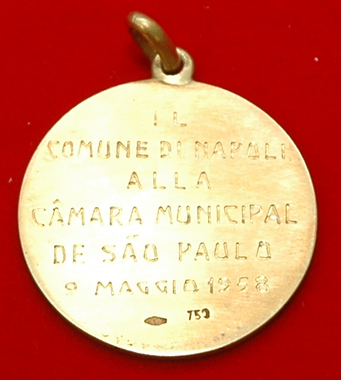 IL
COMUNE DI NAPOLI
ALLA
CÂMARA MUNICIPAL
DE SÃO PAULO
9 MAGGIO 1958
750